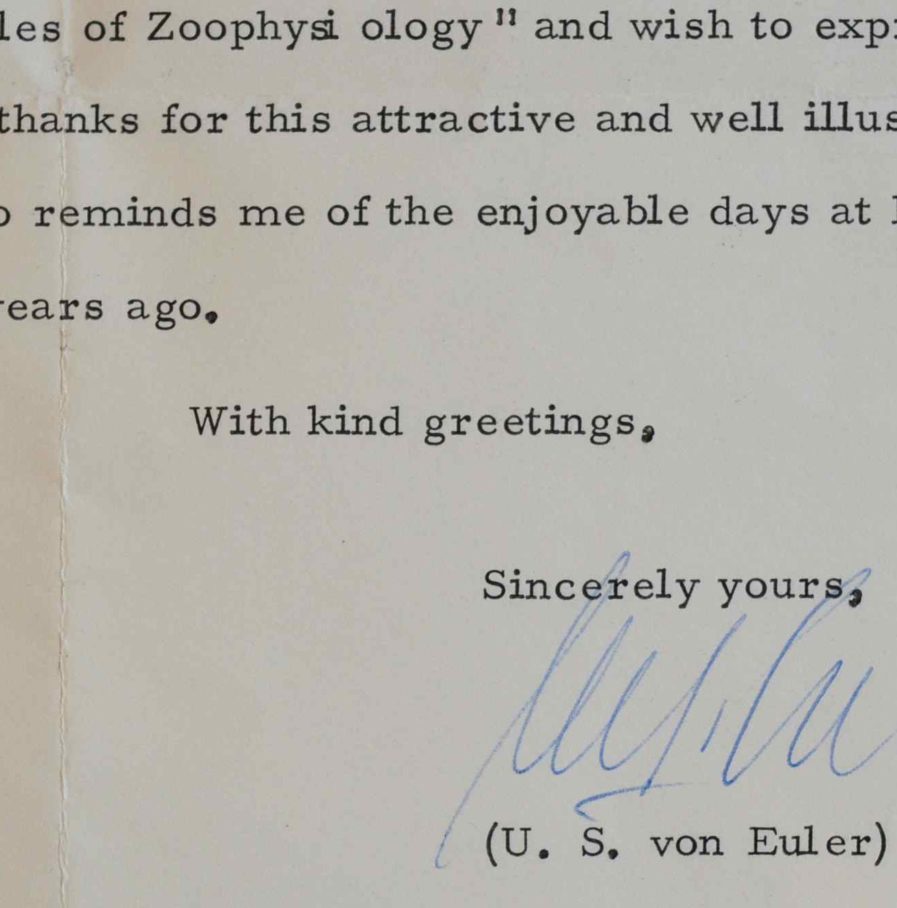 les of Zoophysi ology" and wish to exp
thanks for this attractive and well illus
o reminds me of the enjoyable days at
ears ago.
With kind greetings,
Sincerely yours,
(U. S. von Euler)